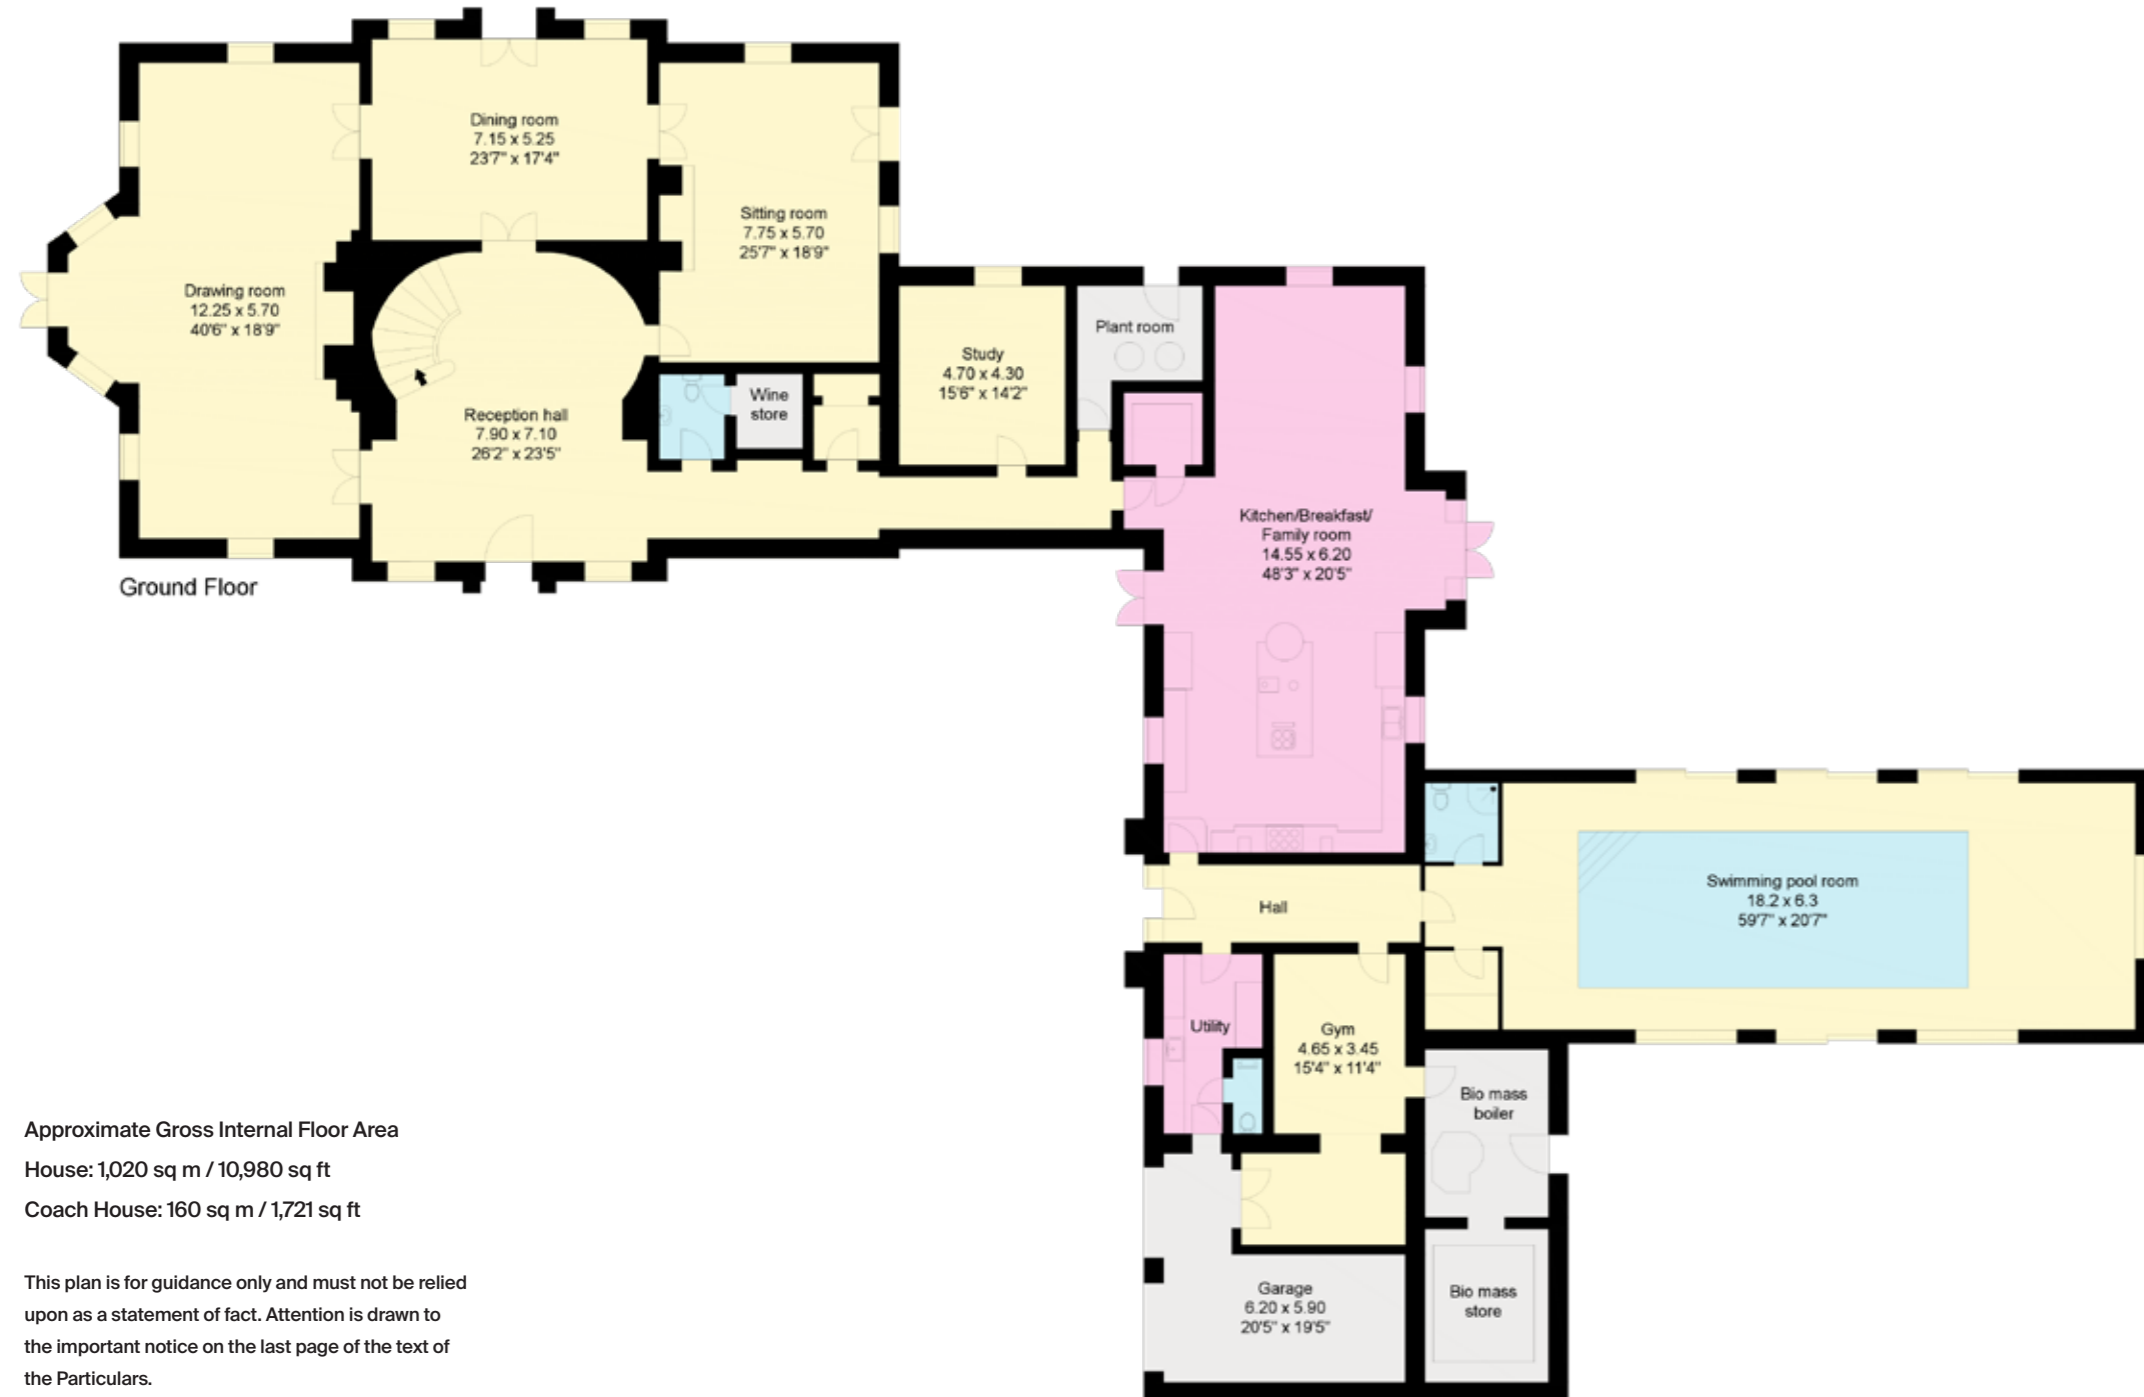 Dining room
7.15 x 5.25
23'7" x 17'4"
Sitting room
7.75 x 5.70
25'7" x 18'9"
Drawing room
12.25 x 5.70
40'6" x 18'9"
Reception hall
7.90 x 7.10
26'2" x 23'5"
Wine
store
Study
4.70 x 4.30
15'6" x 14'2"
Plant room
Kitchen/Breakfast/
Family room
14.55 x 6.20
48'3" x 20'5"
Ground Floor
Swimming pool room
18.2 x 6.3
59'7" x 20'7"
Hall
Utility
Gym
4.65 x 3.45
15'4" x 11'4"
Bio mass
boiler
Garage
6.20 x 5.90
20'5" x 19'5"
Bio mass
store
Approximate Gross Internal Floor Area
House: 1,020 sq m / 10,980 sq ft
Coach House: 160 sq m / 1,721 sq ft
This plan is for guidance only and must not be relied
upon as a statement of fact. Attention is drawn to
the important notice on the last page of the text of
the Particulars.